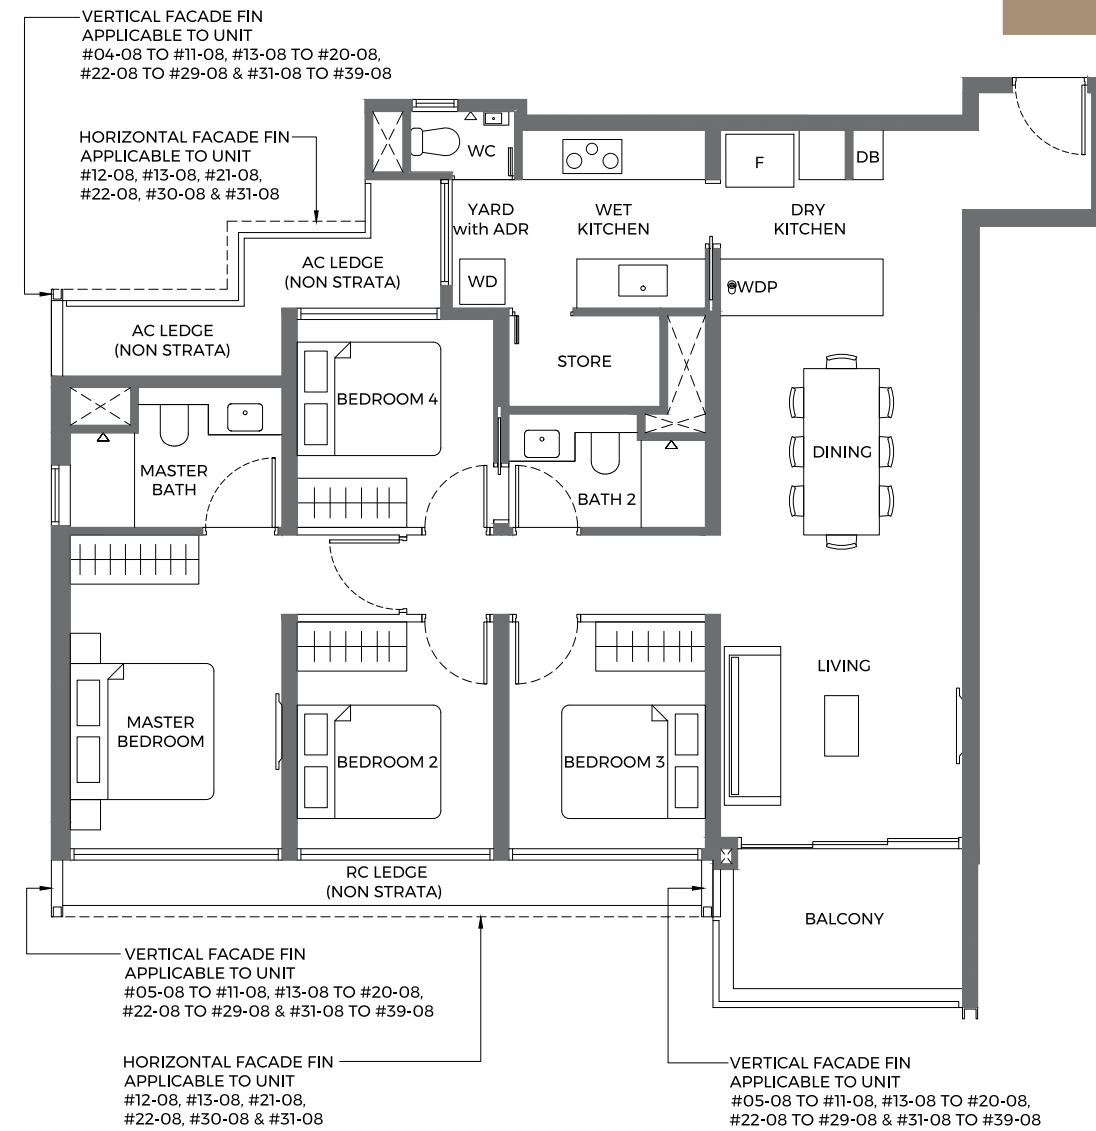 VERTICAL FACADE FIN
APPLICABLE TO UNIT
#04-08 TO #11-08, #13-08 TO #20-08,
#22-08 TO #29-08 & #31-08 TO #39-08
HORIZONTAL FACADE FIN
APPLICABLE TO UNIT
#12-08, #13-08, #21-08,
#22-08, #30-08 & #31-08
WC
F
DB
YARD
with ADR
WET
KITCHEN
DRY
KITCHEN
AC LEDGE
(NON STRATA)
WD
WDP
AC LEDGE
(NON STRATA)
STORE
BEDROOM 4
DINING
MASTER
BATH
BATH 2
LIVING
MASTER
BEDROOM
BEDROOM 2
BEDROOM 3
RC LEDGE
(NON STRATA)
BALCONY
VERTICAL FACADE FIN
APPLICABLE TO UNIT
#05-08 TO #11-08, #13-08 TO #20-08,
#22-08 TO #29-08 & #31-08 TO #39-08
HORIZONTAL FACADE FIN
APPLICABLE TO UNIT
#12-08, #13-08, #21-08,
#22-08, #30-08 & #31-08
VERTICAL FACADE FIN
APPLICABLE TO UNIT
#05-08 TO #11-08, #13-08 TO #20-08,
#22-08 TO #29-08 & #31-08 TO #39-08